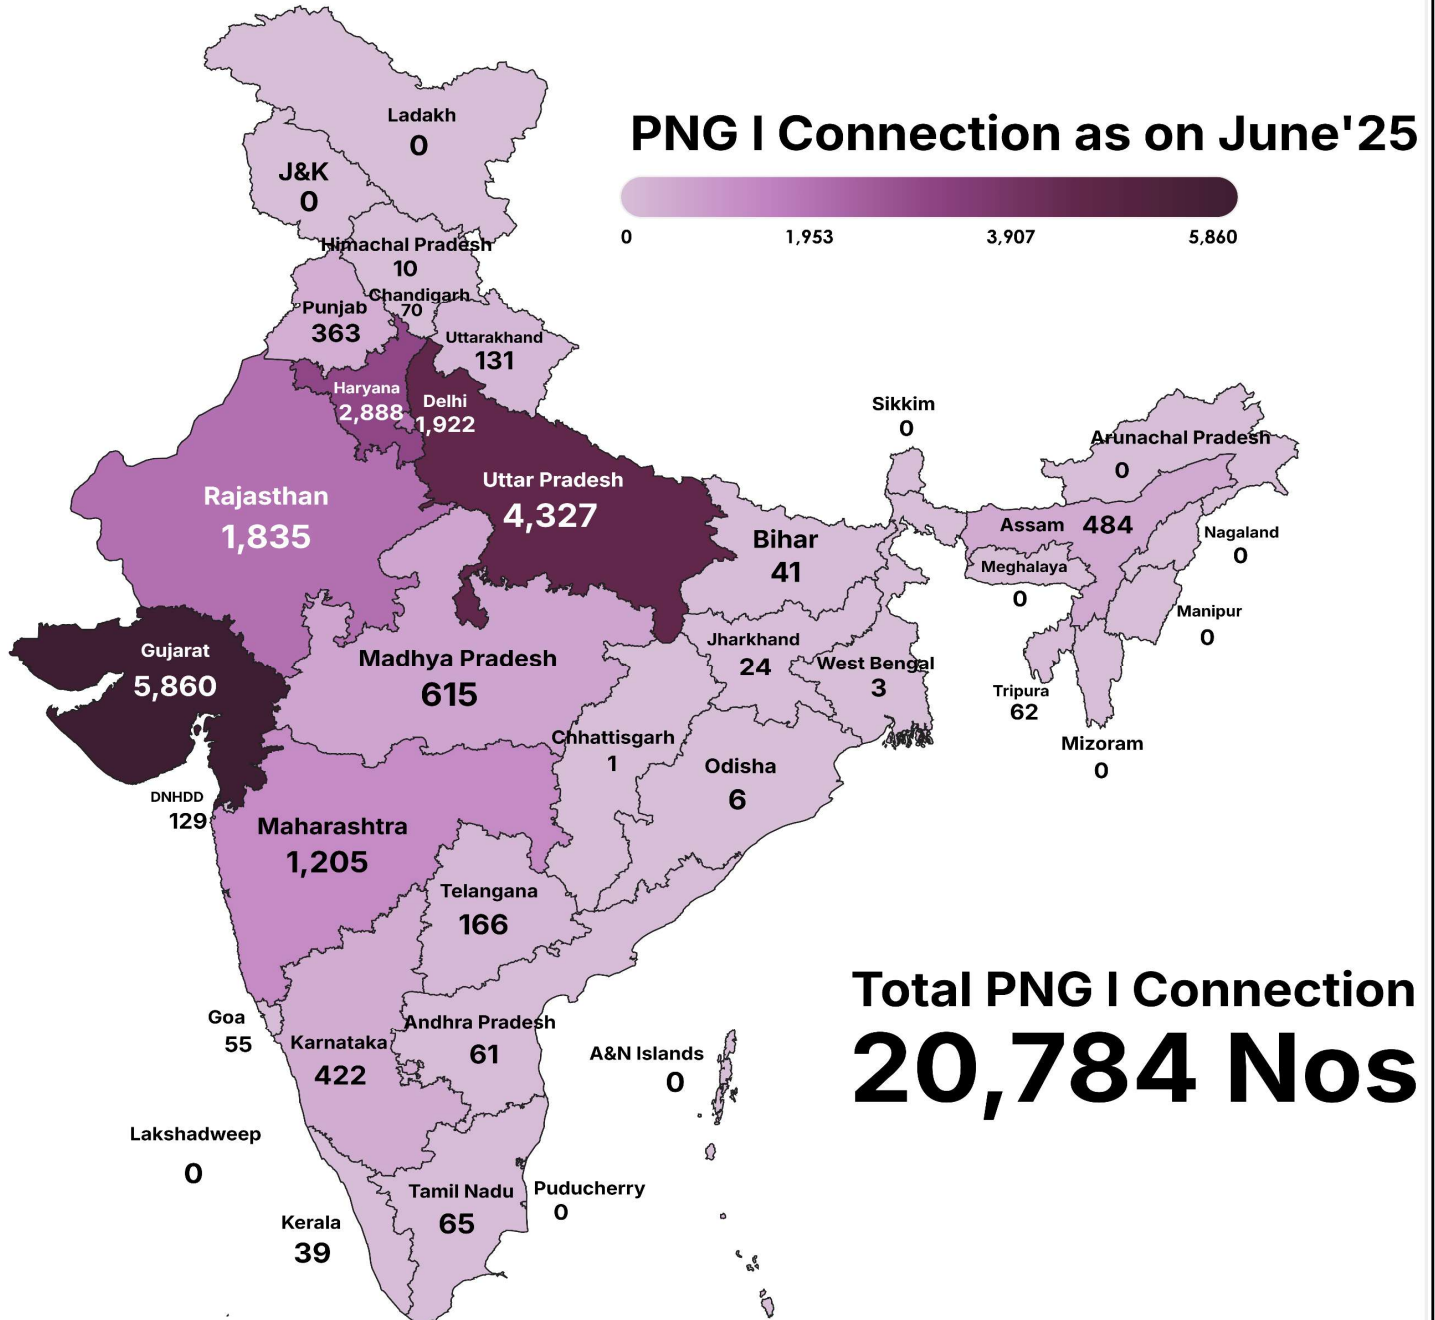 Ladakh
0
PNG I Connection as on June'25
J&K
0
0
1,953
3,907
5,860
Himachal Pradesh
10
Chandigarh
70
Punjab
363
Uttarakhand
131
Haryana
2,888
Delhi
1,922
Sikkim
0
Arunachal Pradesh
0
Uttar Pradesh
4,327
Rajasthan
1,835
Bihar
41
Assam 484
Nagaland
0
Meghalaya
0
Manipur
0
Gujarat
5,860
Madhya Pradesh
615
Jharkhand
24
West Bengal
3
Tripura
62
Mizoram
0
Chhattisgarh
1
Odisha
6
DNHDD
129
Maharashtra
1,205
Telangana
166
Total PNG I Connection
20,784 Nos
Goa
55
Karnataka
422
Andhra Pradesh
61
A&N Islands
0
Lakshadweep
0
Tamil Nadu
65
Puducherry
0
Kerala
39